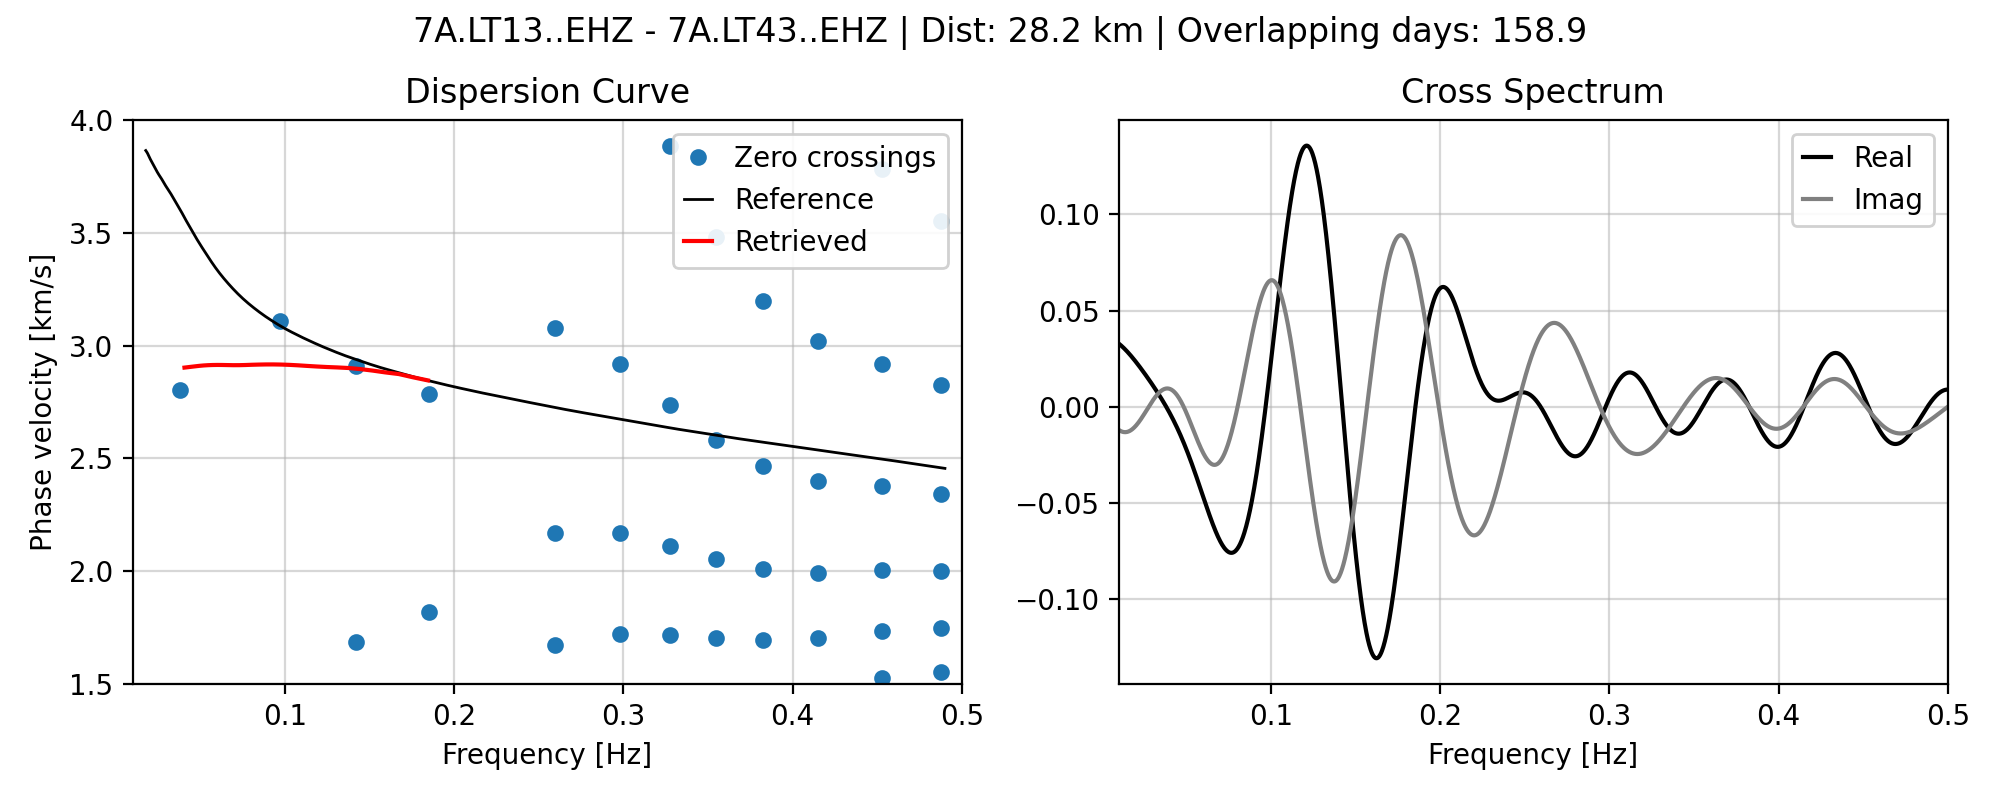 7A.LT13..EHZ - 7A.LT43..EHZ | Dist: 28.2 km | Overlapping days: 158.9
Dispersion Curve
4.0
3.5
3.0
2.5
2.0
1.5
Phase velocity [km/s]
0.1
0.2
0.3
0.4
0.5
Frequency [Hz]
Zero crossings
Reference
Retrieved
Cross Spectrum
0.10
0.05
0.00
−0.05
−0.10
0.1
0.2
0.3
0.4
0.5
Frequency [Hz]
Real
Imag